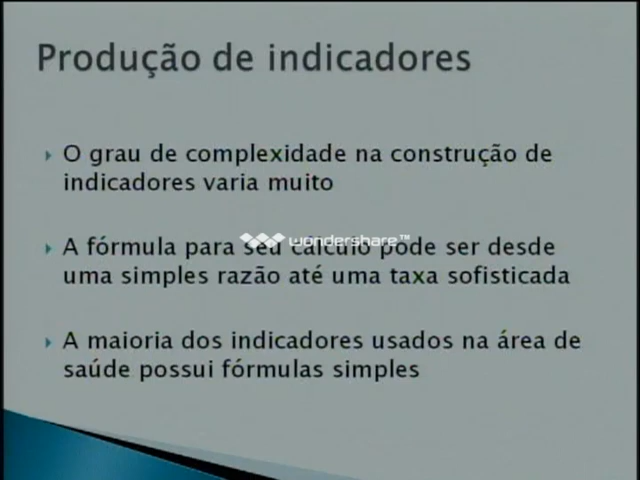 Produção de indicadores
O grau de complexidade na construção de
indicadores varia muito
wondershare™
A fórmula para seu cálculo pode ser desde
uma simples razão até uma taxa sofisticada
A maioria dos indicadores usados na área de
saúde possui fórmulas simples